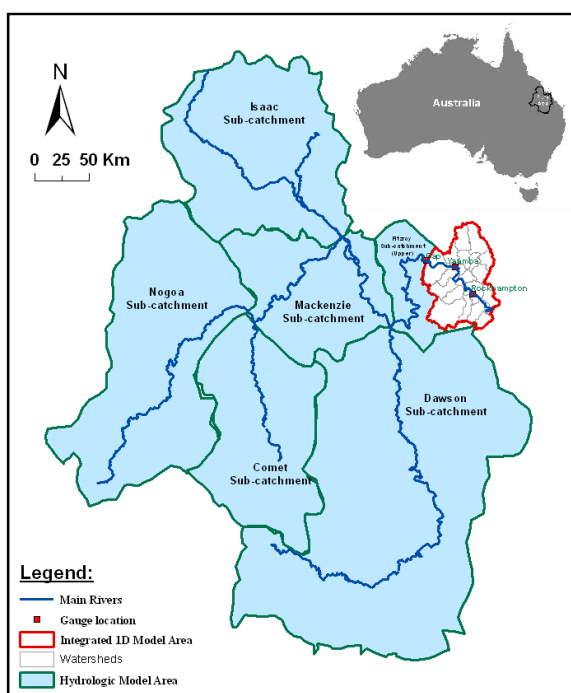 N
0 25 50 Km
Australia
Isaac
Sub-catchment
Fitzroy
Sub-catchment
(Upper)
Gap
Yaamba
Rockhampton
Nogoa
Sub-catchment
Mackenzie
Sub-catchment
Dawson
Sub-catchment
Comet
Sub-catchment
Legend:
Main Rivers
Gauge location
Integrated 1D Model Area
Watersheds
Hydrologic Model Area